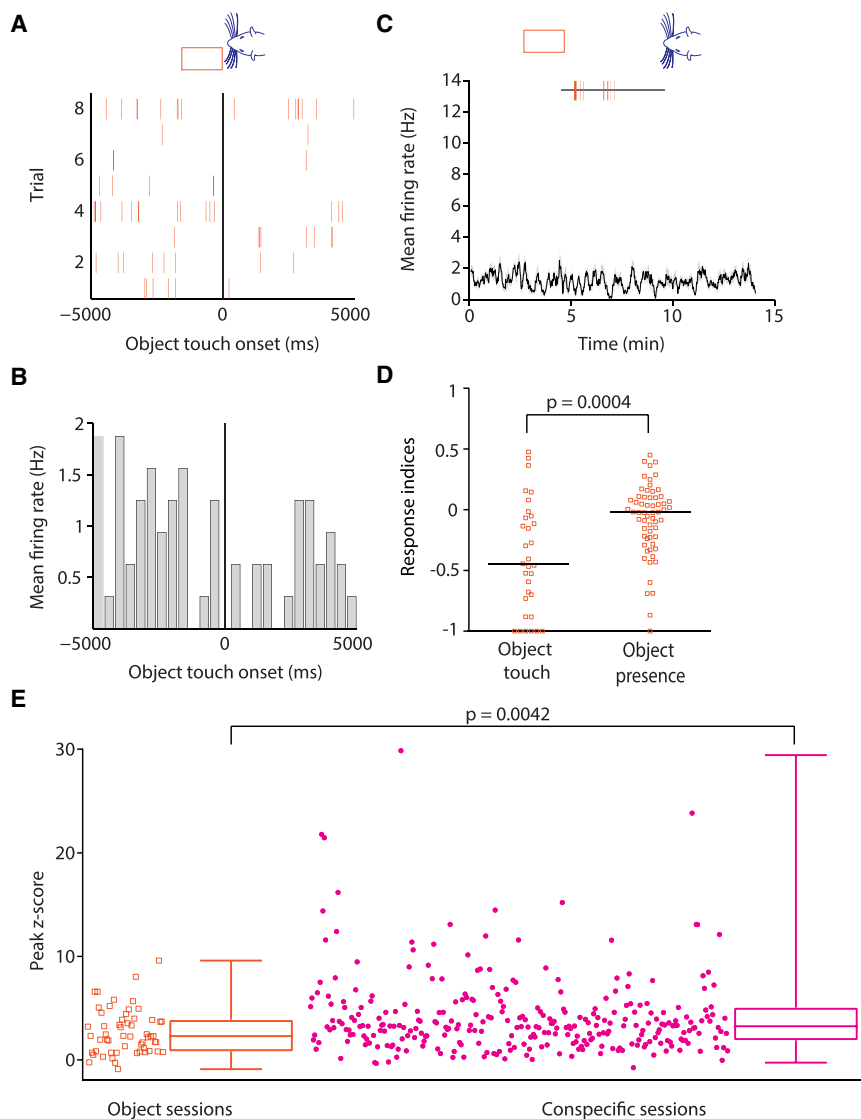 A
8
6
4
2
Trial
−5000
0
5000
Object touch onset (ms)
B
2
1.5
1
0.5
Mean firing rate (Hz)
−5000
0
5000
Object touch onset (ms)
C
14
12
10
8
6
4
2
0
Mean firing rate (Hz)
0
5
10
15
Time (min)
D
1
0.5
0
-0.5
-1
Response indices
p = 0.0004
Object touch
Object presence
E
p = 0.0042
30
20
10
0
Peak z-score
Object sessions
Conspecific sessions